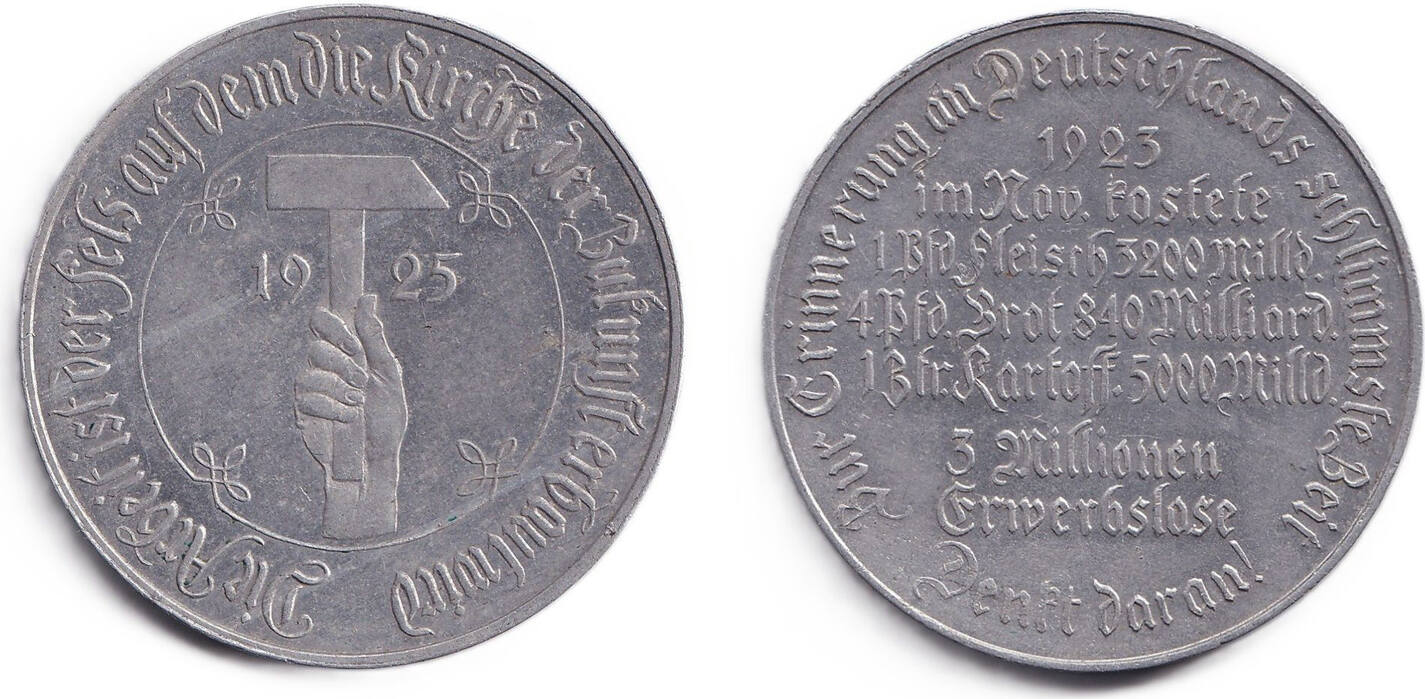 Die Arbeit ist der Fels auf dem die Kirche der Zukunft erbaut wird
1925
Zur Erinnerung an Deutschlands schlimmste Zeit
1923
im Nov. kostete
1 Pfd. Fleisch 3200 Milld.
4 Pfd. Brot 840 Milliard.
1 Ztr. Kartoff. 5000 Milld.
3 Millionen
Erwerbslose
Denkt daran!